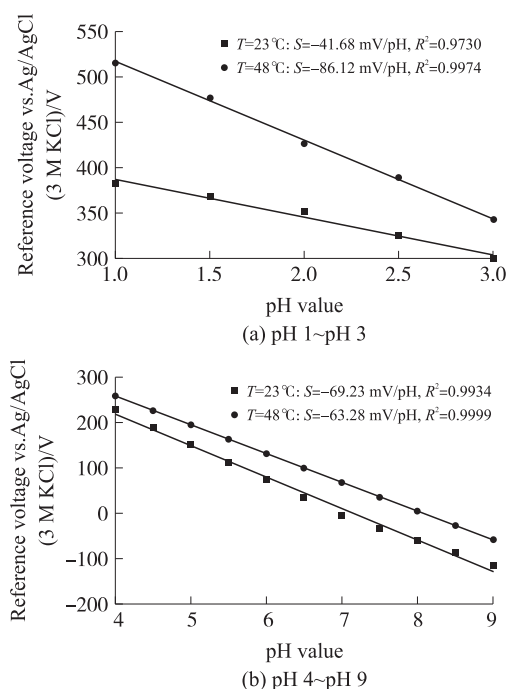 T=23℃: S=−41.68 mV/pH, R²=0.9730
T=48℃: S=−86.12 mV/pH, R²=0.9974
Reference voltage vs.Ag/AgCl
(3 M KCl)/V
550
500
450
400
350
300
1.0 1.5 2.0 2.5 3.0
pH value
(a) pH 1~pH 3
T=23℃: S=−69.23 mV/pH, R²=0.9934
T=48℃: S=−63.28 mV/pH, R²=0.9999
Reference voltage vs.Ag/AgCl
(3 M KCl)/V
300
200
100
0
−100
−200
4 5 6 7 8 9
pH value
(b) pH 4~pH 9